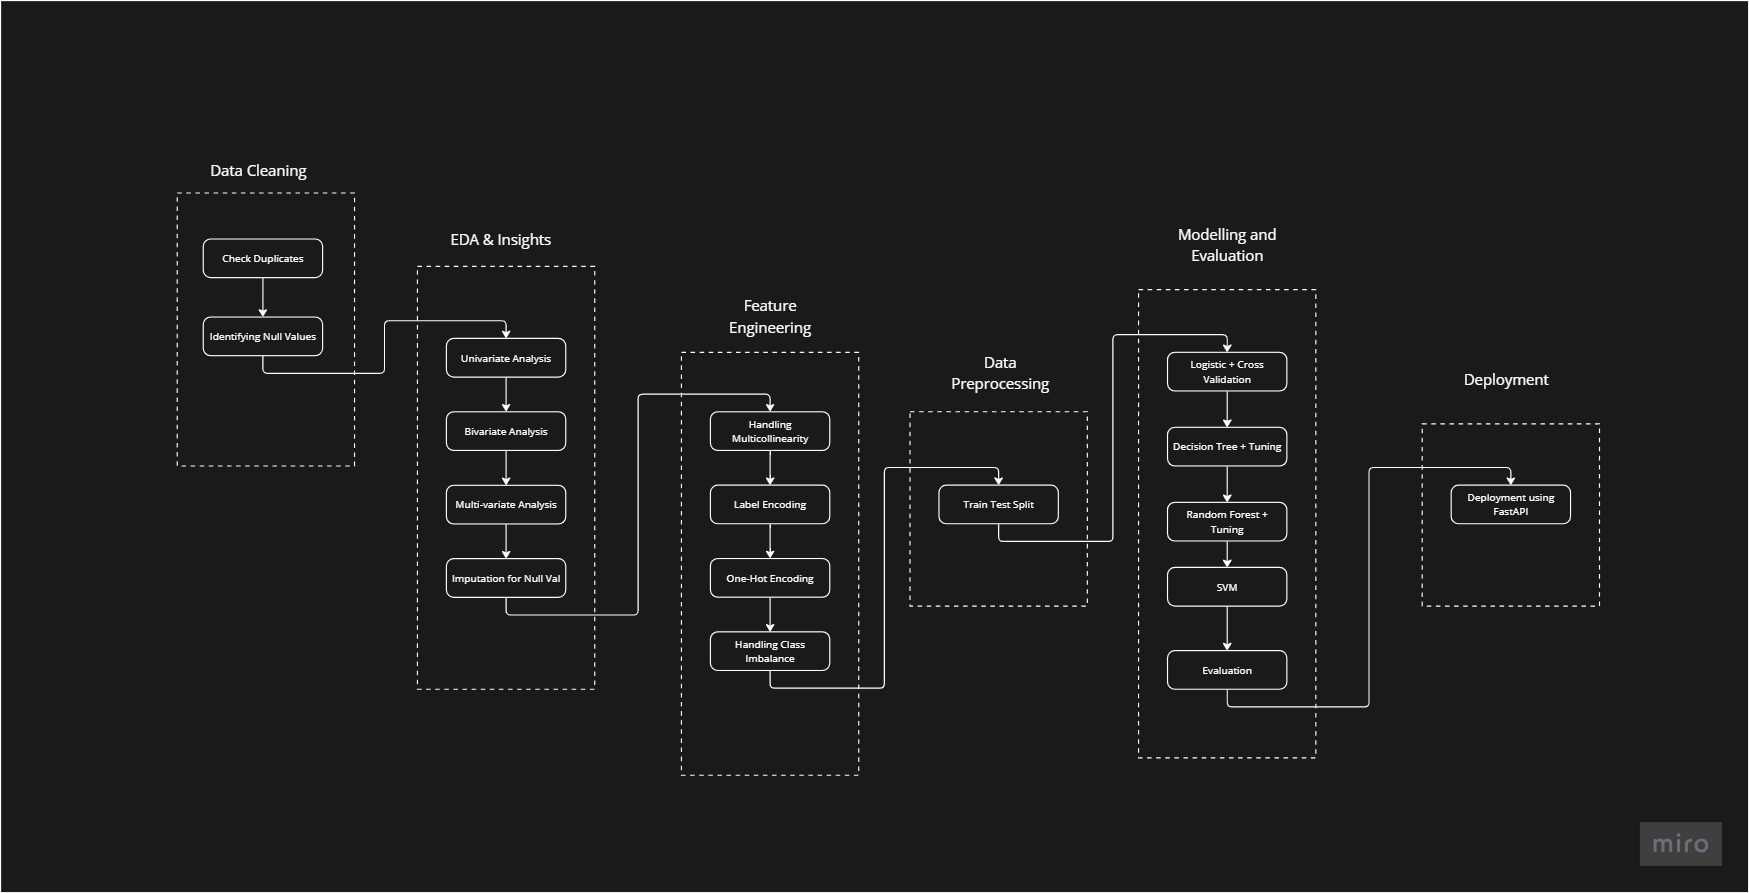 Data Cleaning
Check Duplicates
Identifying Null Values
EDA & Insights
Univariate Analysis
Bivariate Analysis
Multi-variate Analysis
Imputation for Null Val
Feature
Engineering
Handling
Multicollinearity
Label Encoding
One-Hot Encoding
Handling Class
Imbalance
Data
Preprocessing
Train Test Split
Modelling and
Evaluation
Logistic + Cross
Validation
Decision Tree + Tuning
Random Forest +
Tuning
SVM
Evaluation
Deployment
Deployment using
FastAPI
miro